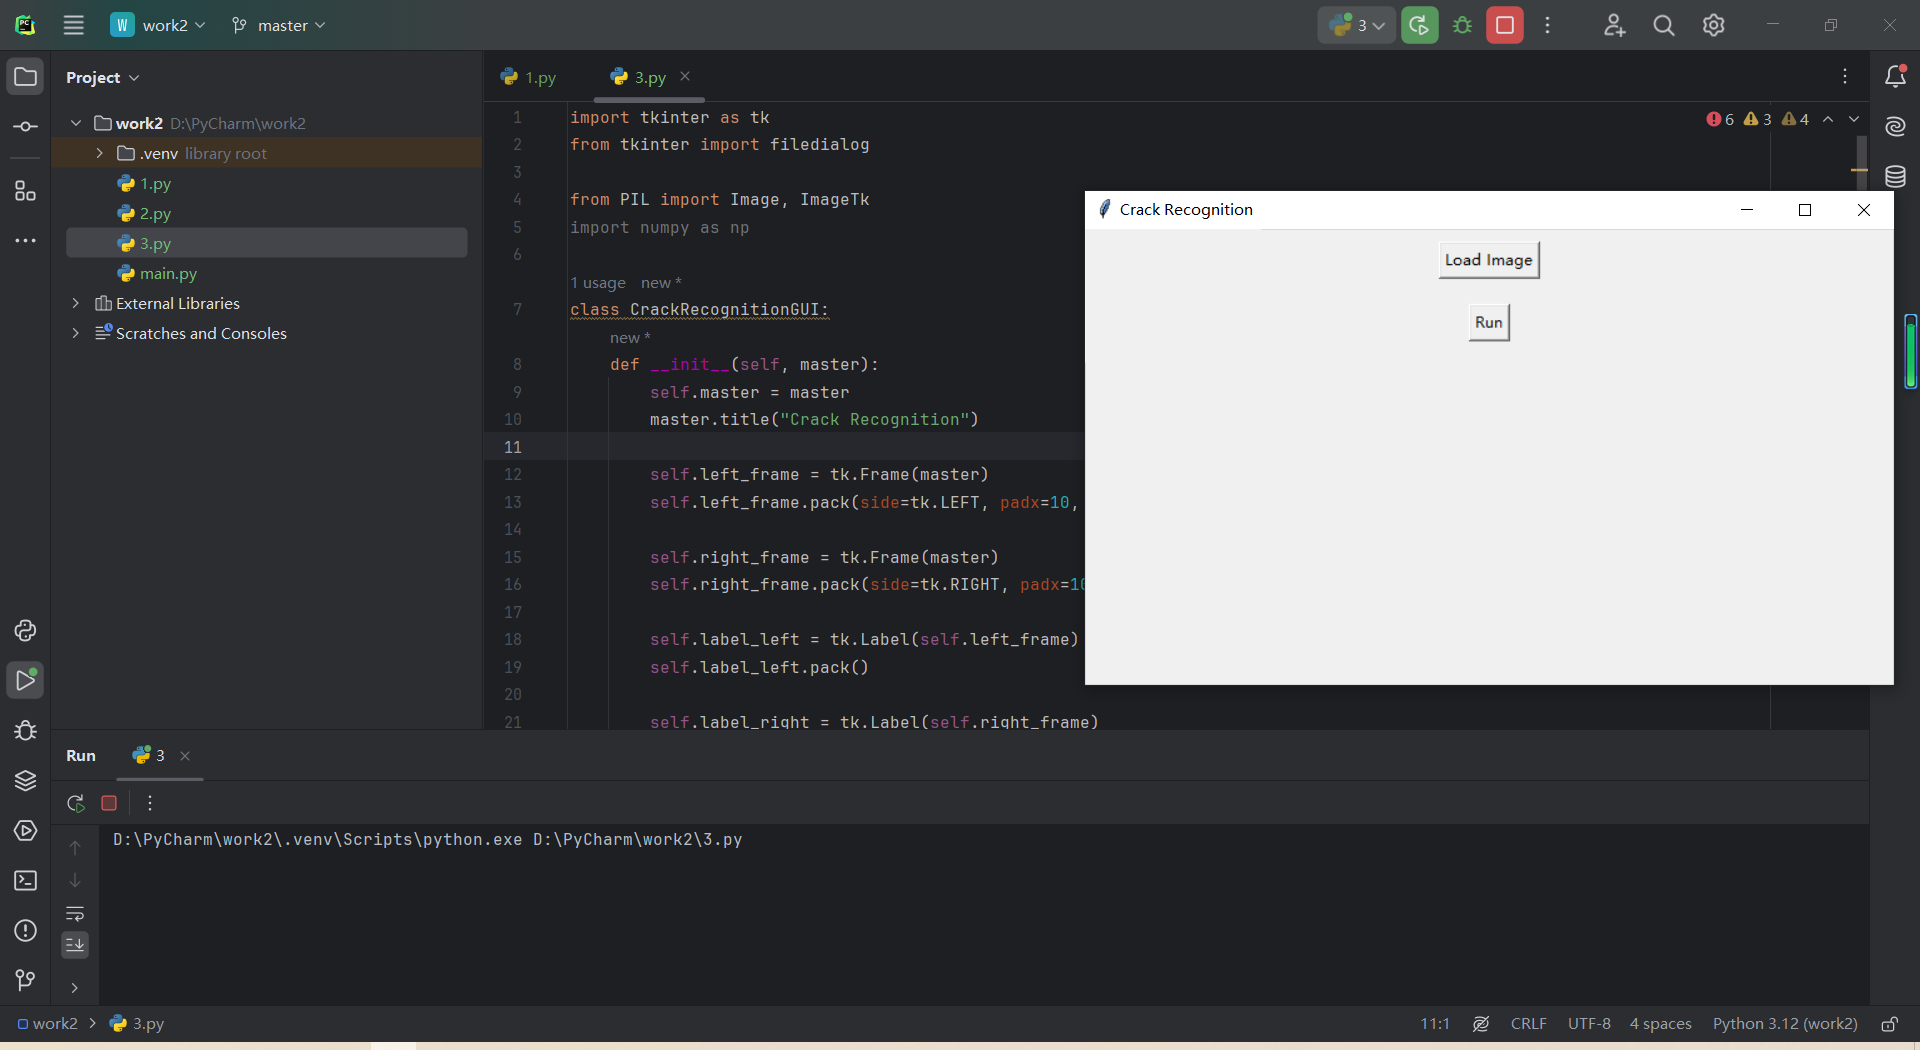 W work2 master
3
Project
work2 D:\PyCharm\work2
.venv library root
1.py
2.py
3.py
main.py
External Libraries
Scratches and Consoles
1.py 3.py
6 3 4
1 import tkinter as tk
2 from tkinter import filedialog
3
4 from PIL import Image, ImageTk
5 import numpy as np
6
1 usage new *
7 class CrackRecognitionGUI:
new *
8 def __init__(self, master):
9 self.master = master
10 master.title("Crack Recognition")
11
12 self.left_frame = tk.Frame(master)
13 self.left_frame.pack(side=tk.LEFT, padx=10,
14
15 self.right_frame = tk.Frame(master)
16 self.right_frame.pack(side=tk.RIGHT, padx=10
17
18 self.label_left = tk.Label(self.left_frame)
19 self.label_left.pack()
20
21 self.label_right = tk.Label(self.right_frame)
Crack Recognition
Load Image
Run
Run 3
D:\PyCharm\work2\.venv\Scripts\python.exe D:\PyCharm\work2\3.py
work2 3.py
11:1 CRLF UTF-8 4 spaces Python 3.12 (work2)